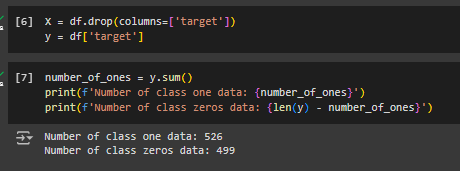 [6] X = df.drop(columns=['target'])
y = df['target']
[7] number_of_ones = y.sum()
print(f'Number of class one data: {number_of_ones}')
print(f'Number of class zeros data: {len(y) - number_of_ones}')
Number of class one data: 526
Number of class zeros data: 499